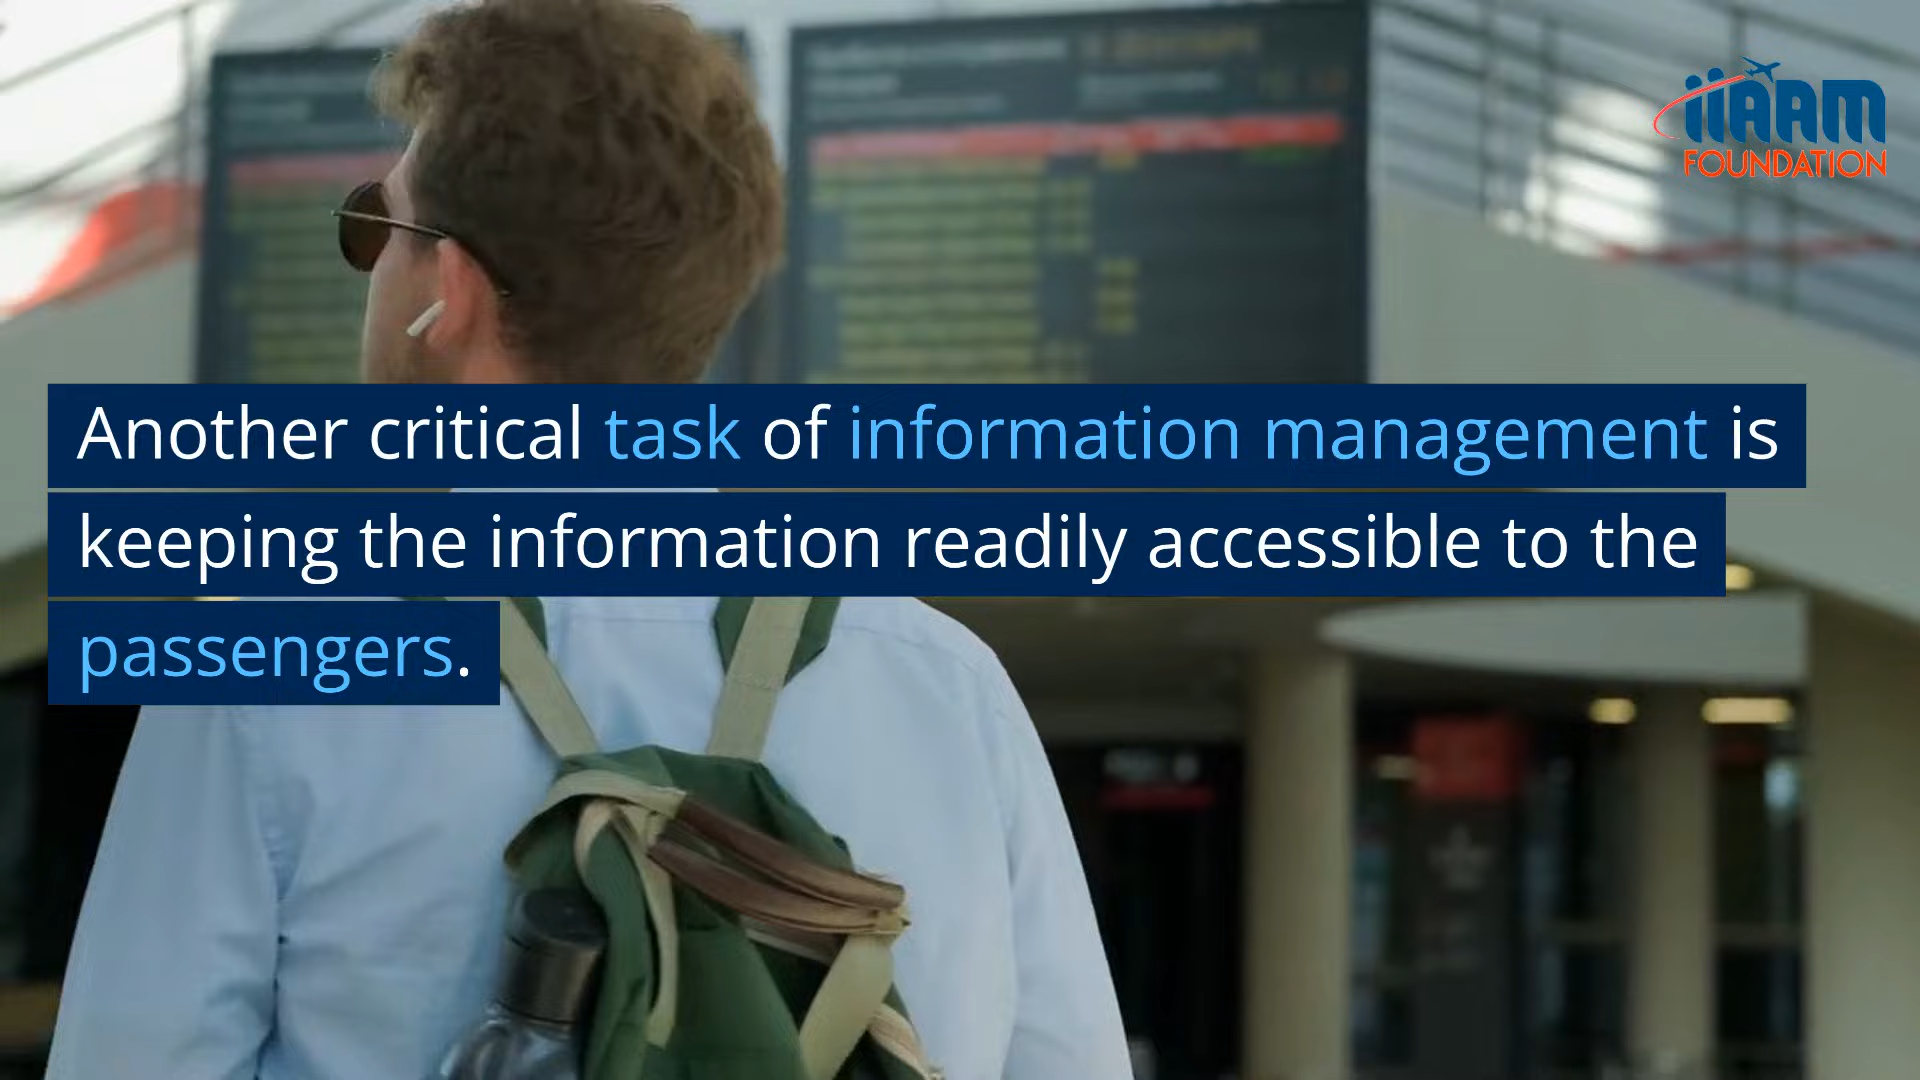 iiAAM
FOUNDATION
Another critical task of information management is
keeping the information readily accessible to the
passengers.